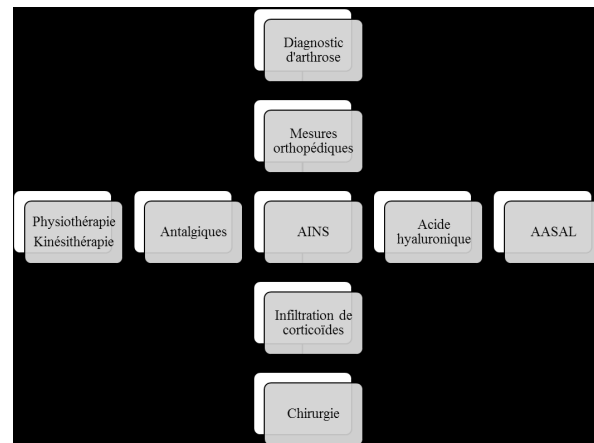 Diagnostic
d'arthrose
Mesures
orthopédiques
Physiothérapie
Kinésithérapie
Antalgiques
AINS
Acide
hyaluronique
AASAL
Infiltration de
corticoïdes
Chirurgie